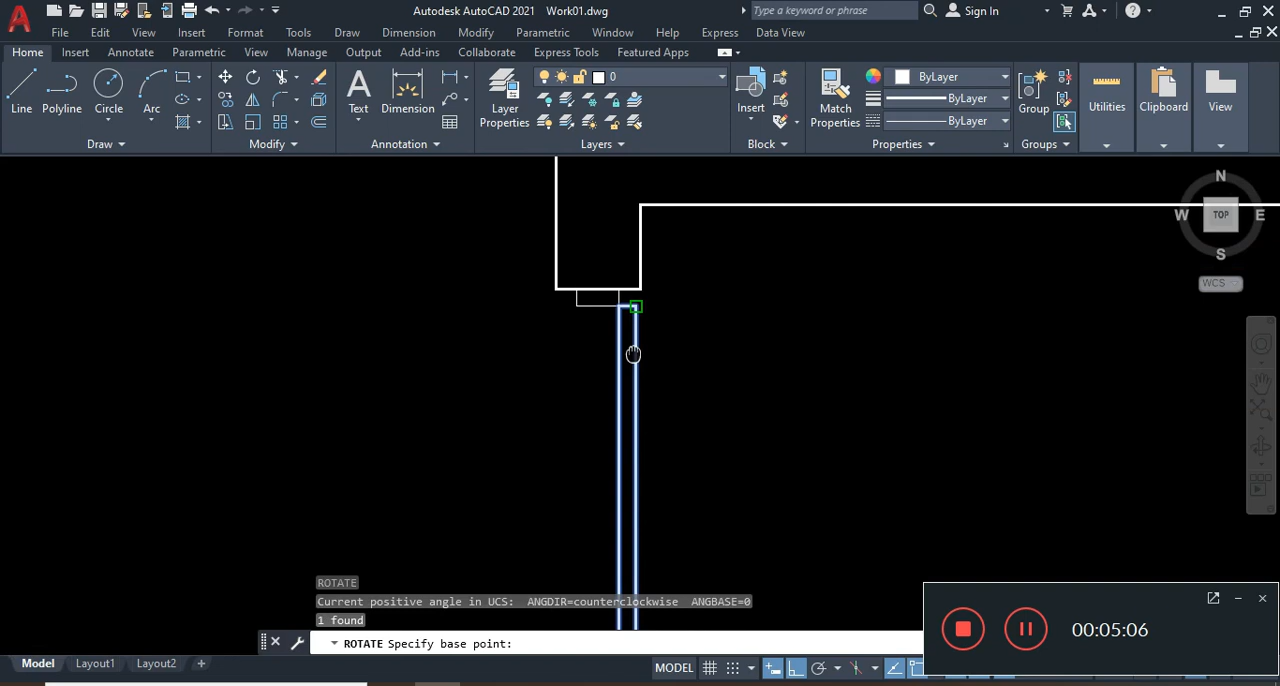 Autodesk AutoCAD 2021 Work01.dwg
Type a keyword or phrase
Sign In
File Edit View Insert Format Tools Draw Dimension Modify Parametric Window Help Express Data View
Home Insert Annotate Parametric View Manage Output Add-ins Collaborate Express Tools Featured Apps
0
ByLayer
ByLayer
ByLayer
Line Polyline Circle Arc
Text Dimension
Layer Properties
Insert
Match Properties
Group
Utilities
Clipboard
View
Draw Modify Annotation Layers Block Properties Groups
N
W TOP E
S
WCS
ROTATE
Current positive angle in UCS: ANGDIR=counterclockwise ANGBASE=0
1 found
ROTATE Specify base point:
00:05:06
Model Layout1 Layout2 +
MODEL